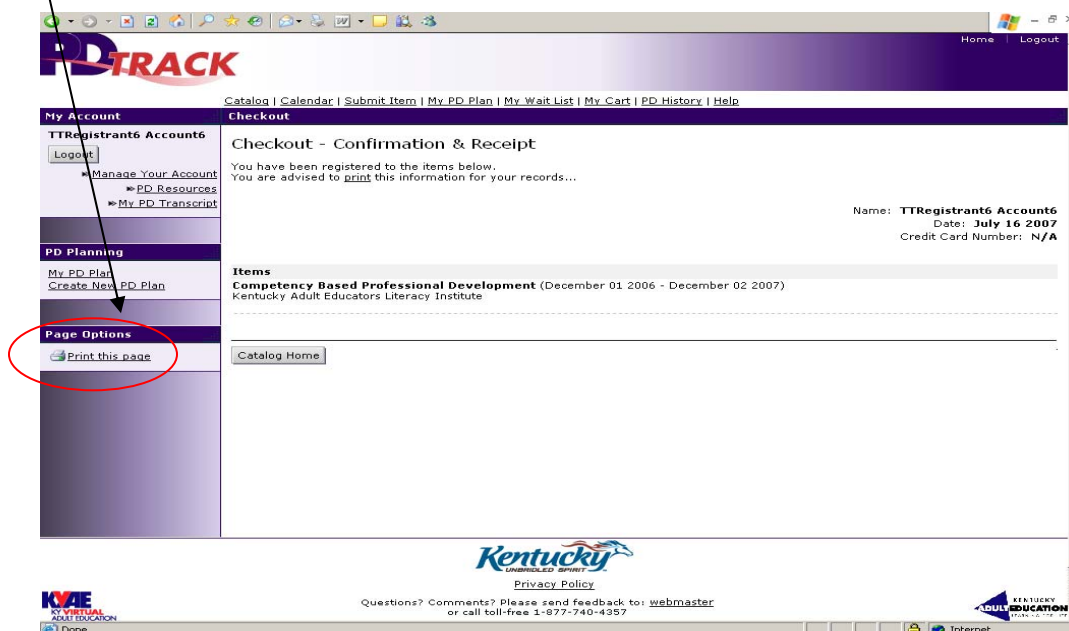 Home | Logout
PDTRACK
Catalog | Calendar | Submit Item | My PD Plan | My Wait List | My Cart | PD History | Help
My Account
Checkout
TTRegistrant6 Account6
Logout
Manage Your Account
PD Resources
My PD Transcript
Checkout - Confirmation & Receipt
You have been registered to the items below.
You are advised to print this information for your records...
Name: TTRegistrant6 Account6
Date: July 16 2007
Credit Card Number: N/A
PD Planning
My PD Plan
Create New PD Plan
Items
Competency Based Professional Development (December 01 2006 - December 02 2007)
Kentucky Adult Educators Literacy Institute
Page Options
Print this page
Catalog Home
Kentucky
UNBRIDLED SPIRIT
Privacy Policy
Questions? Comments? Please send feedback to: webmaster
or call toll-free 1-877-740-4357
KYAE
KY VIRTUAL
ADULT EDUCATION
KENTUCKY
ADULT EDUCATION
Done
Internet